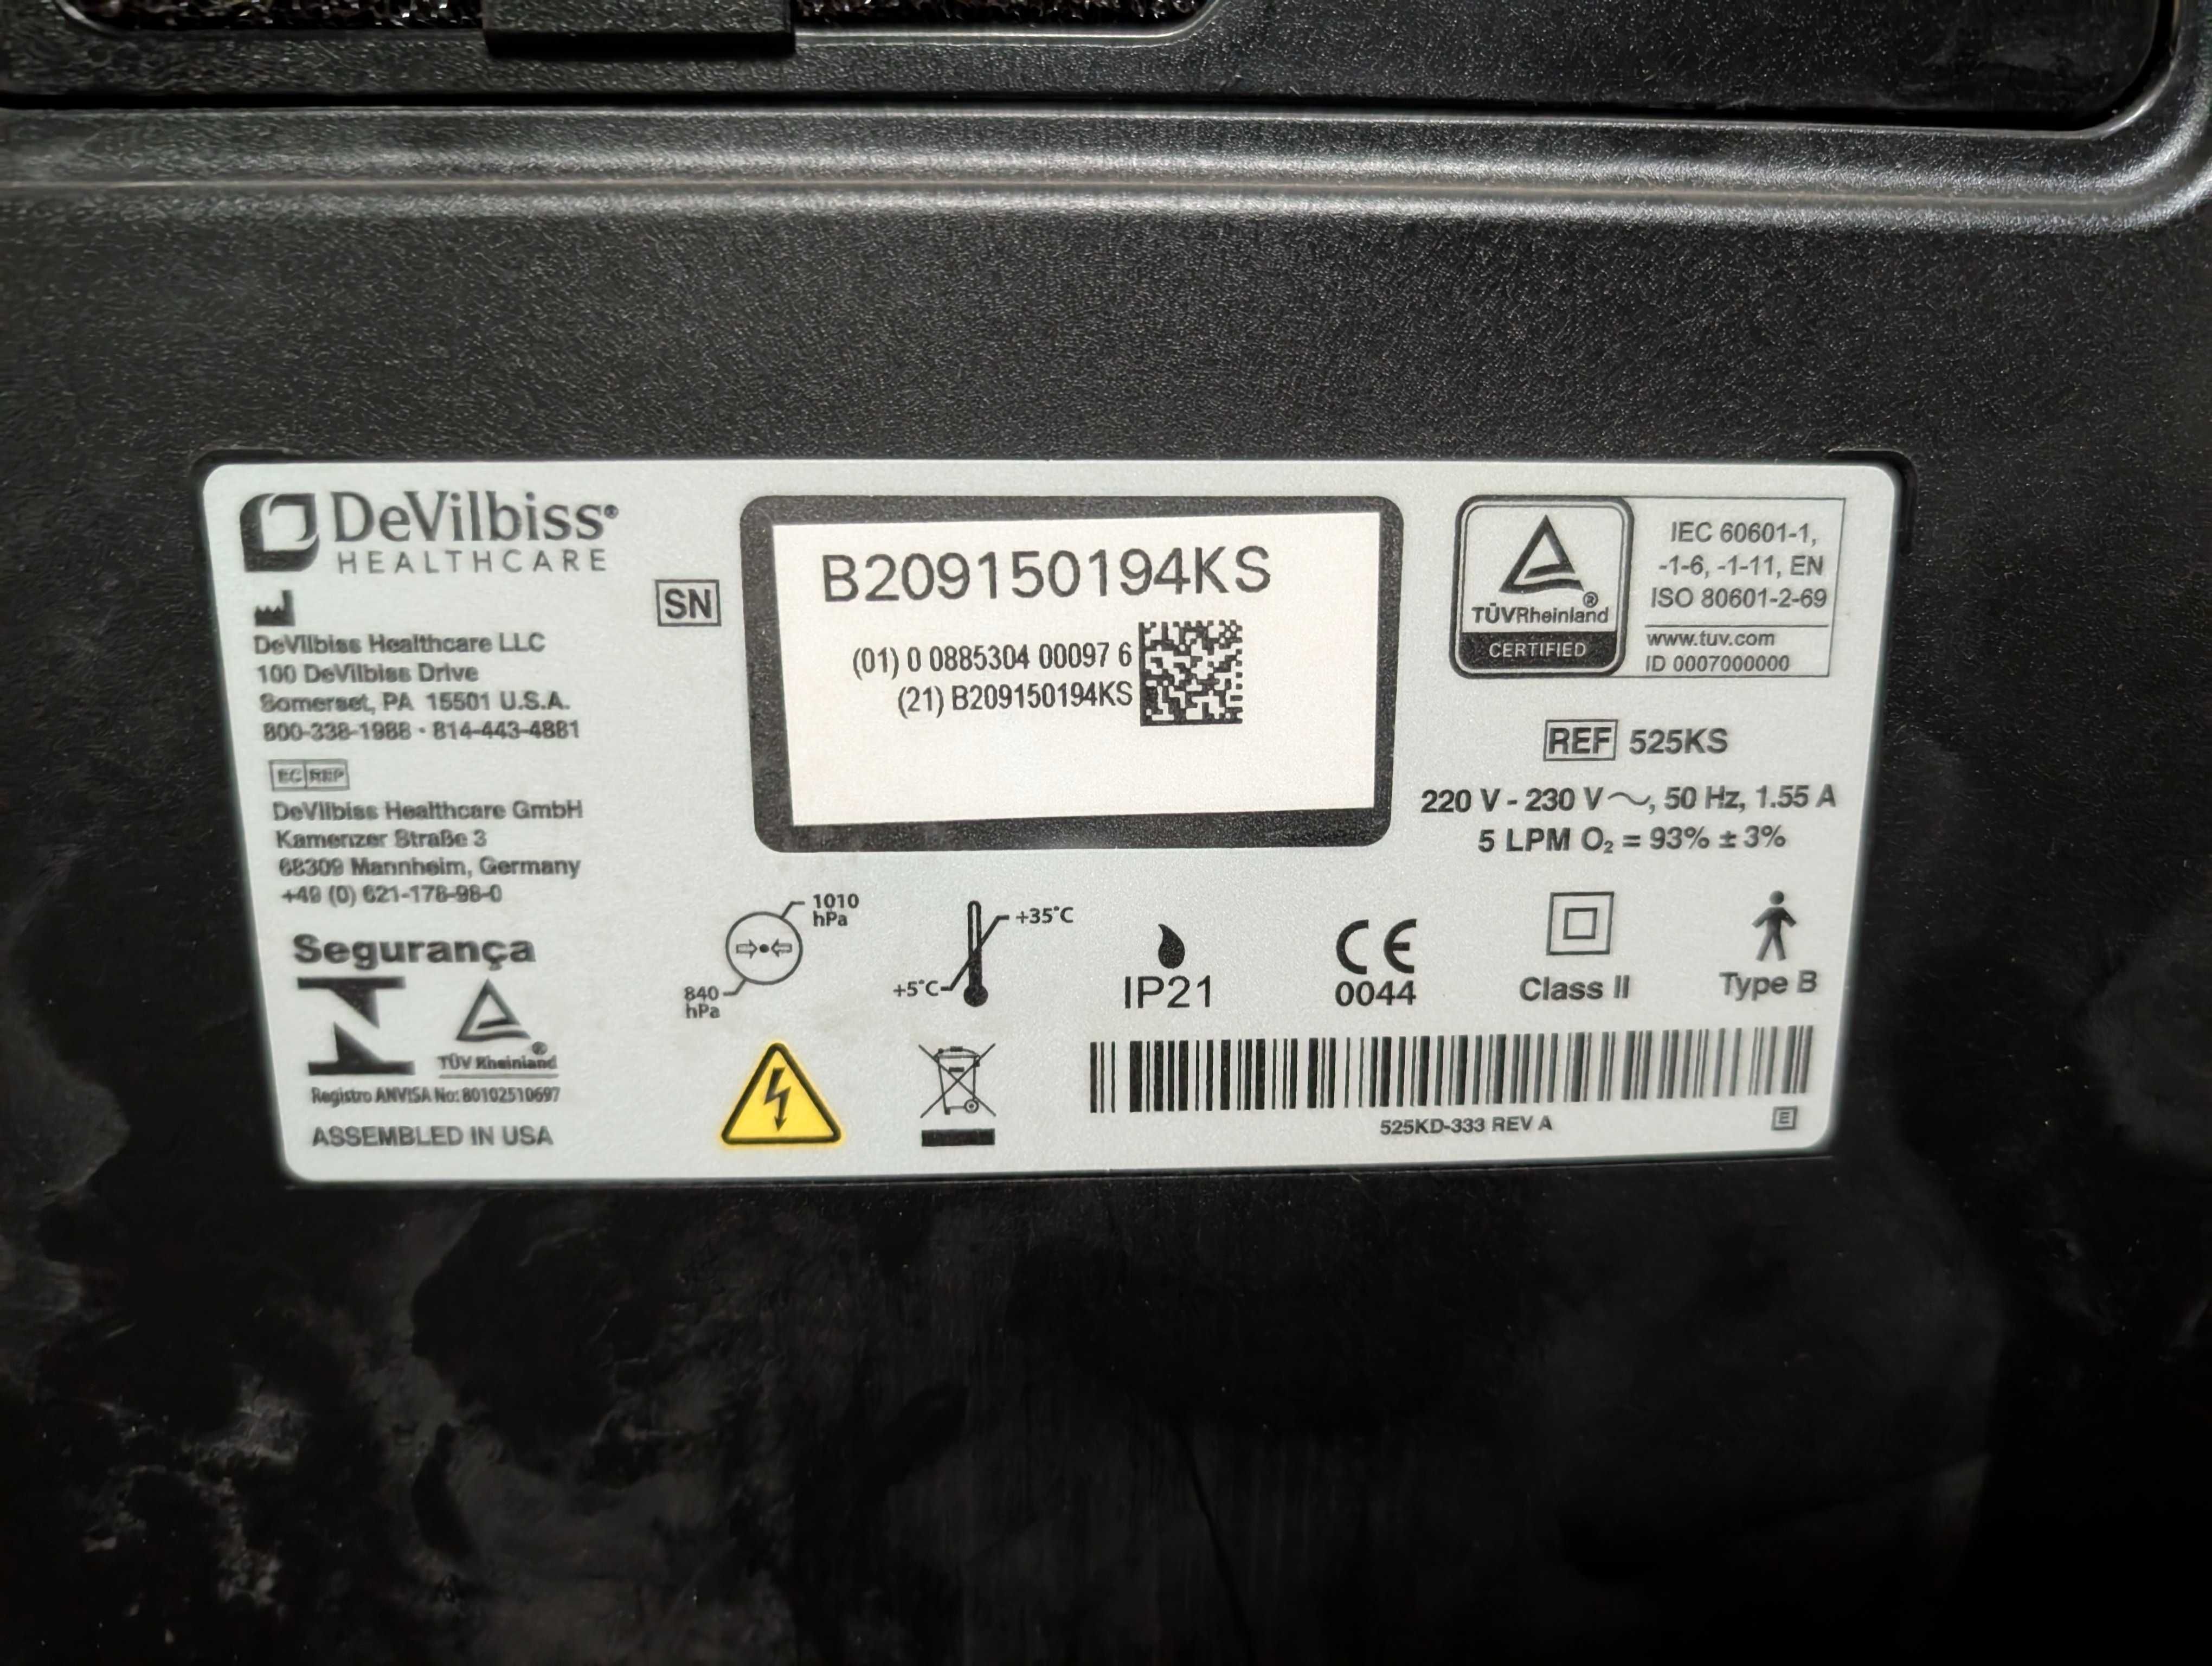 DeVilbiss®
HEALTHCARE
DeVilbiss Healthcare LLC
100 DeVilbiss Drive
Somerset, PA 15501 U.S.A.
800-338-1988 · 814-443-4881
EC REP
DeVilbiss Healthcare GmbH
Kamenzer Straße 3
68309 Mannheim, Germany
+49 (0) 621-178-98-0
Segurança
TÜV Rheinland®
Registro ANVISA No: 80102510697
ASSEMBLED IN USA
SN
B209150194KS
(01) 0 0885304 00097 6
(21) B209150194KS
TÜVRheinland®
CERTIFIED
IEC 60601-1,
-1-6, -1-11, EN
ISO 80601-2-69
www.tuv.com
ID 0007000000
REF 525KS
220 V - 230 V~, 50 Hz, 1.55 A
5 LPM O₂ = 93% ± 3%
1010
hPa
840
hPa
+35°C
+5°C
IP21
CE
0044
Class II
Type B
525KD-333 REV A
E